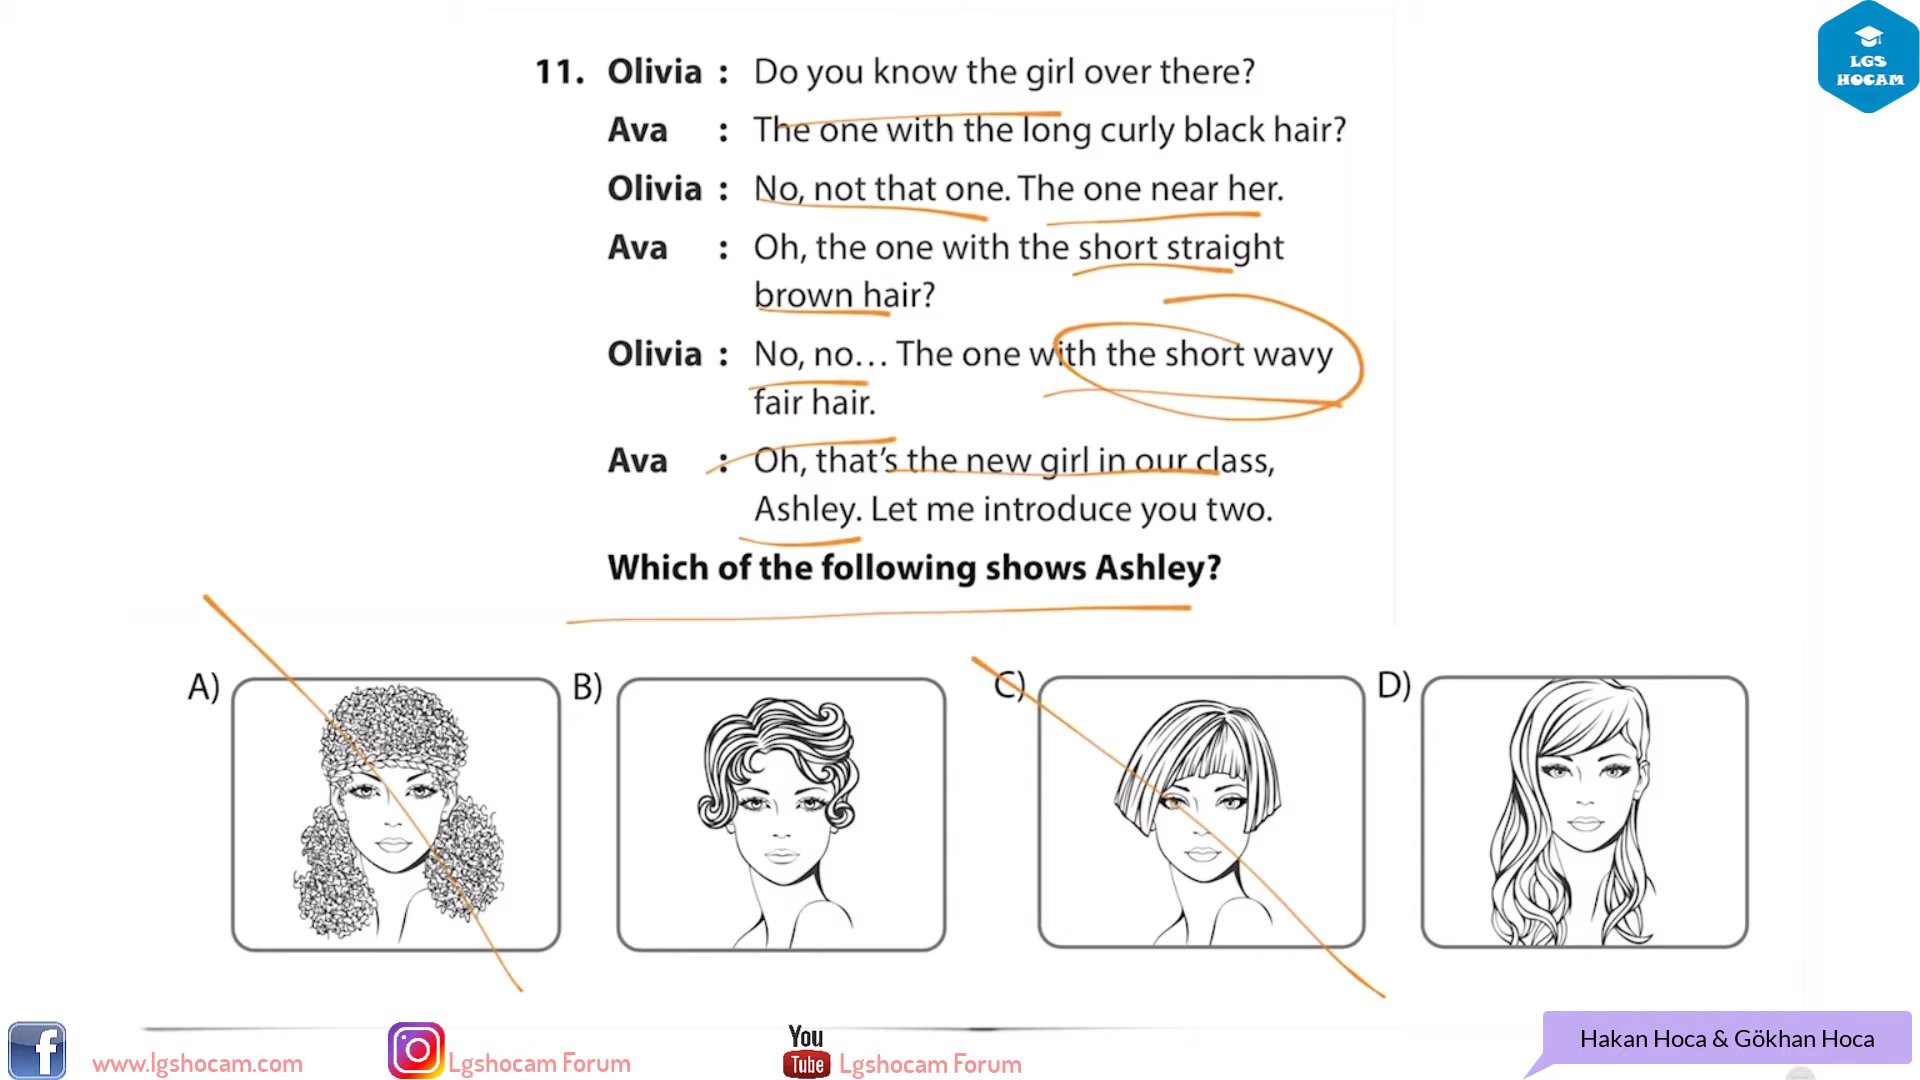 LGS
HOCAM
11. Olivia : Do you know the girl over there?
Ava : The one with the long curly black hair?
Olivia : No, not that one. The one near her.
Ava : Oh, the one with the short straight
brown hair?
Olivia : No, no… The one with the short wavy
fair hair.
Ava : Oh, that’s the new girl in our class,
Ashley. Let me introduce you two.
Which of the following shows Ashley?
A) B) C) D)
f www.lgshocam.com Lgshocam Forum You Tube Lgshocam Forum
Hakan Hoca & Gökhan Hoca